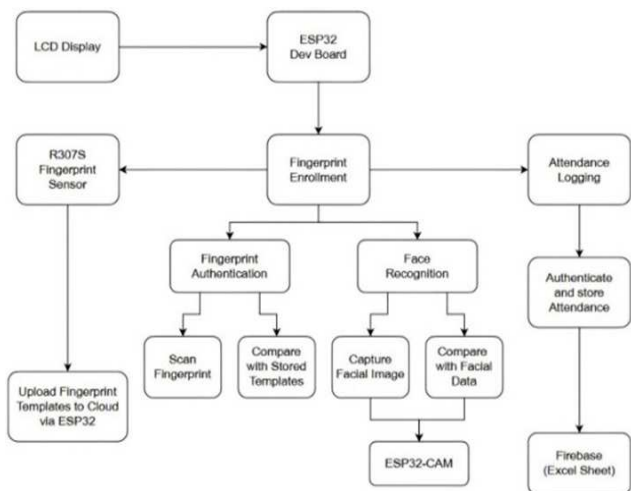 LCD Display
ESP32
Dev Board
R307S
Fingerprint
Sensor
Fingerprint
Enrollment
Attendance
Logging
Fingerprint
Authentication
Face
Recognition
Authenticate
and store
Attendance
Scan
Fingerprint
Compare
with Stored
Templates
Capture
Facial Image
Compare
with Facial
Data
Upload Fingerprint
Templates to Cloud
via ESP32
ESP32-CAM
Firebase
(Excel Sheet)